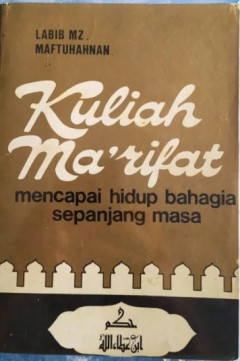 LABIB MZ.
MAFTUHAHNAN
Kuliah
Ma'rifat
mencapai hidup bahagia
sepanjang masa
حكم
ابن عطاء الله